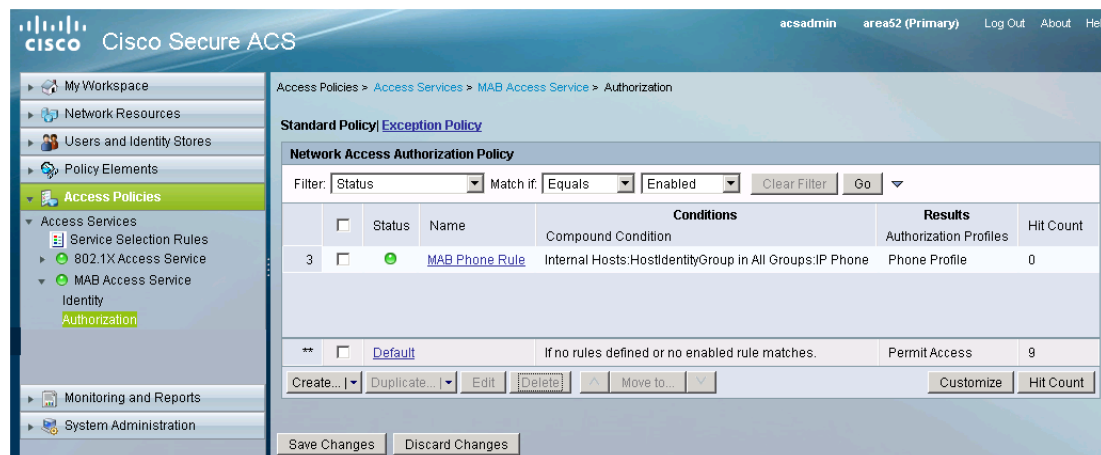 acsadmin area52 (Primary) Log Out About
CISCO Cisco Secure ACS
My Workspace
Network Resources
Users and Identity Stores
Policy Elements
Access Policies
Access Services
Service Selection Rules
802.1X Access Service
MAB Access Service
Identity
Authorization
Monitoring and Reports
System Administration
Access Policies > Access Services > MAB Access Service > Authorization
Standard Policy| Exception Policy
Network Access Authorization Policy
Filter: Status Match if: Equals Enabled Clear Filter Go
Status Name Conditions Results Hit Count
Compound Condition Authorization Profiles
3 MAB Phone Rule Internal Hosts:HostIdentityGroup in All Groups:IP Phone Phone Profile 0
** Default If no rules defined or no enabled rule matches. Permit Access 9
Create... | Duplicate... | Edit Delete ^ Move to... Customize Hit Count
Save Changes Discard Changes